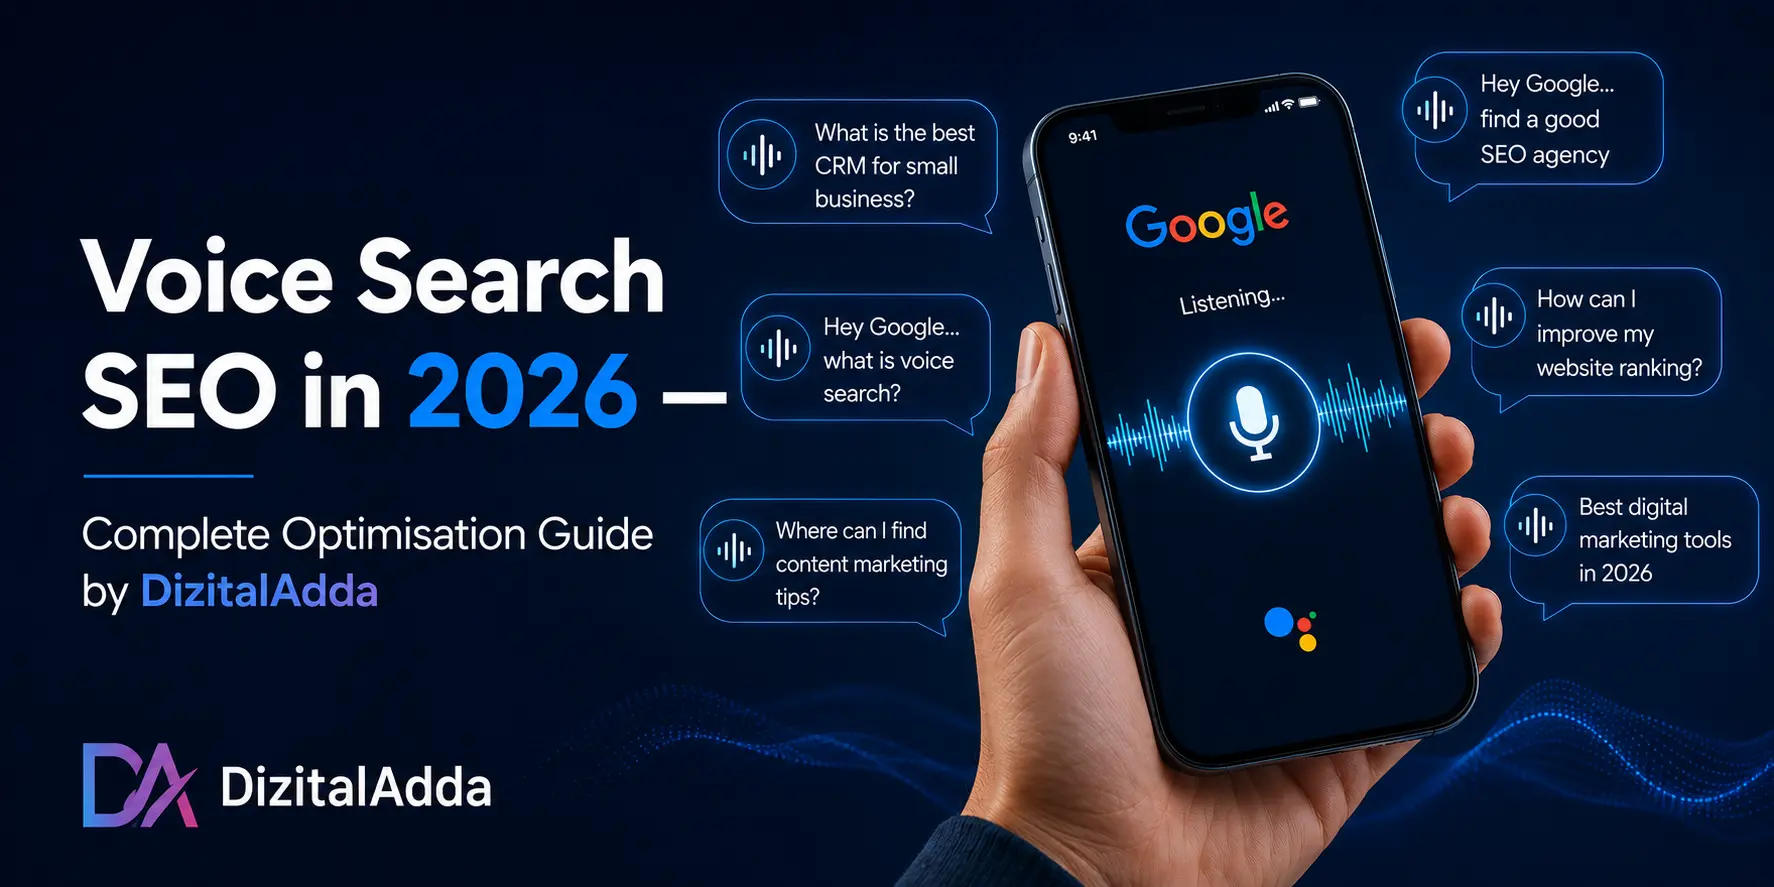 Voice Search
SEO in 2026 —
Complete Optimisation Guide
by DizitalAdda
DA
DizitalAdda
What is the best
CRM for small
business?
Hey Google...
what is voice
search?
Where can I find
content marketing
tips?
9:41
Google
Listening...
Hey Google...
find a good
SEO agency
How can I
improve my
website ranking?
Best digital
marketing tools
in 2026